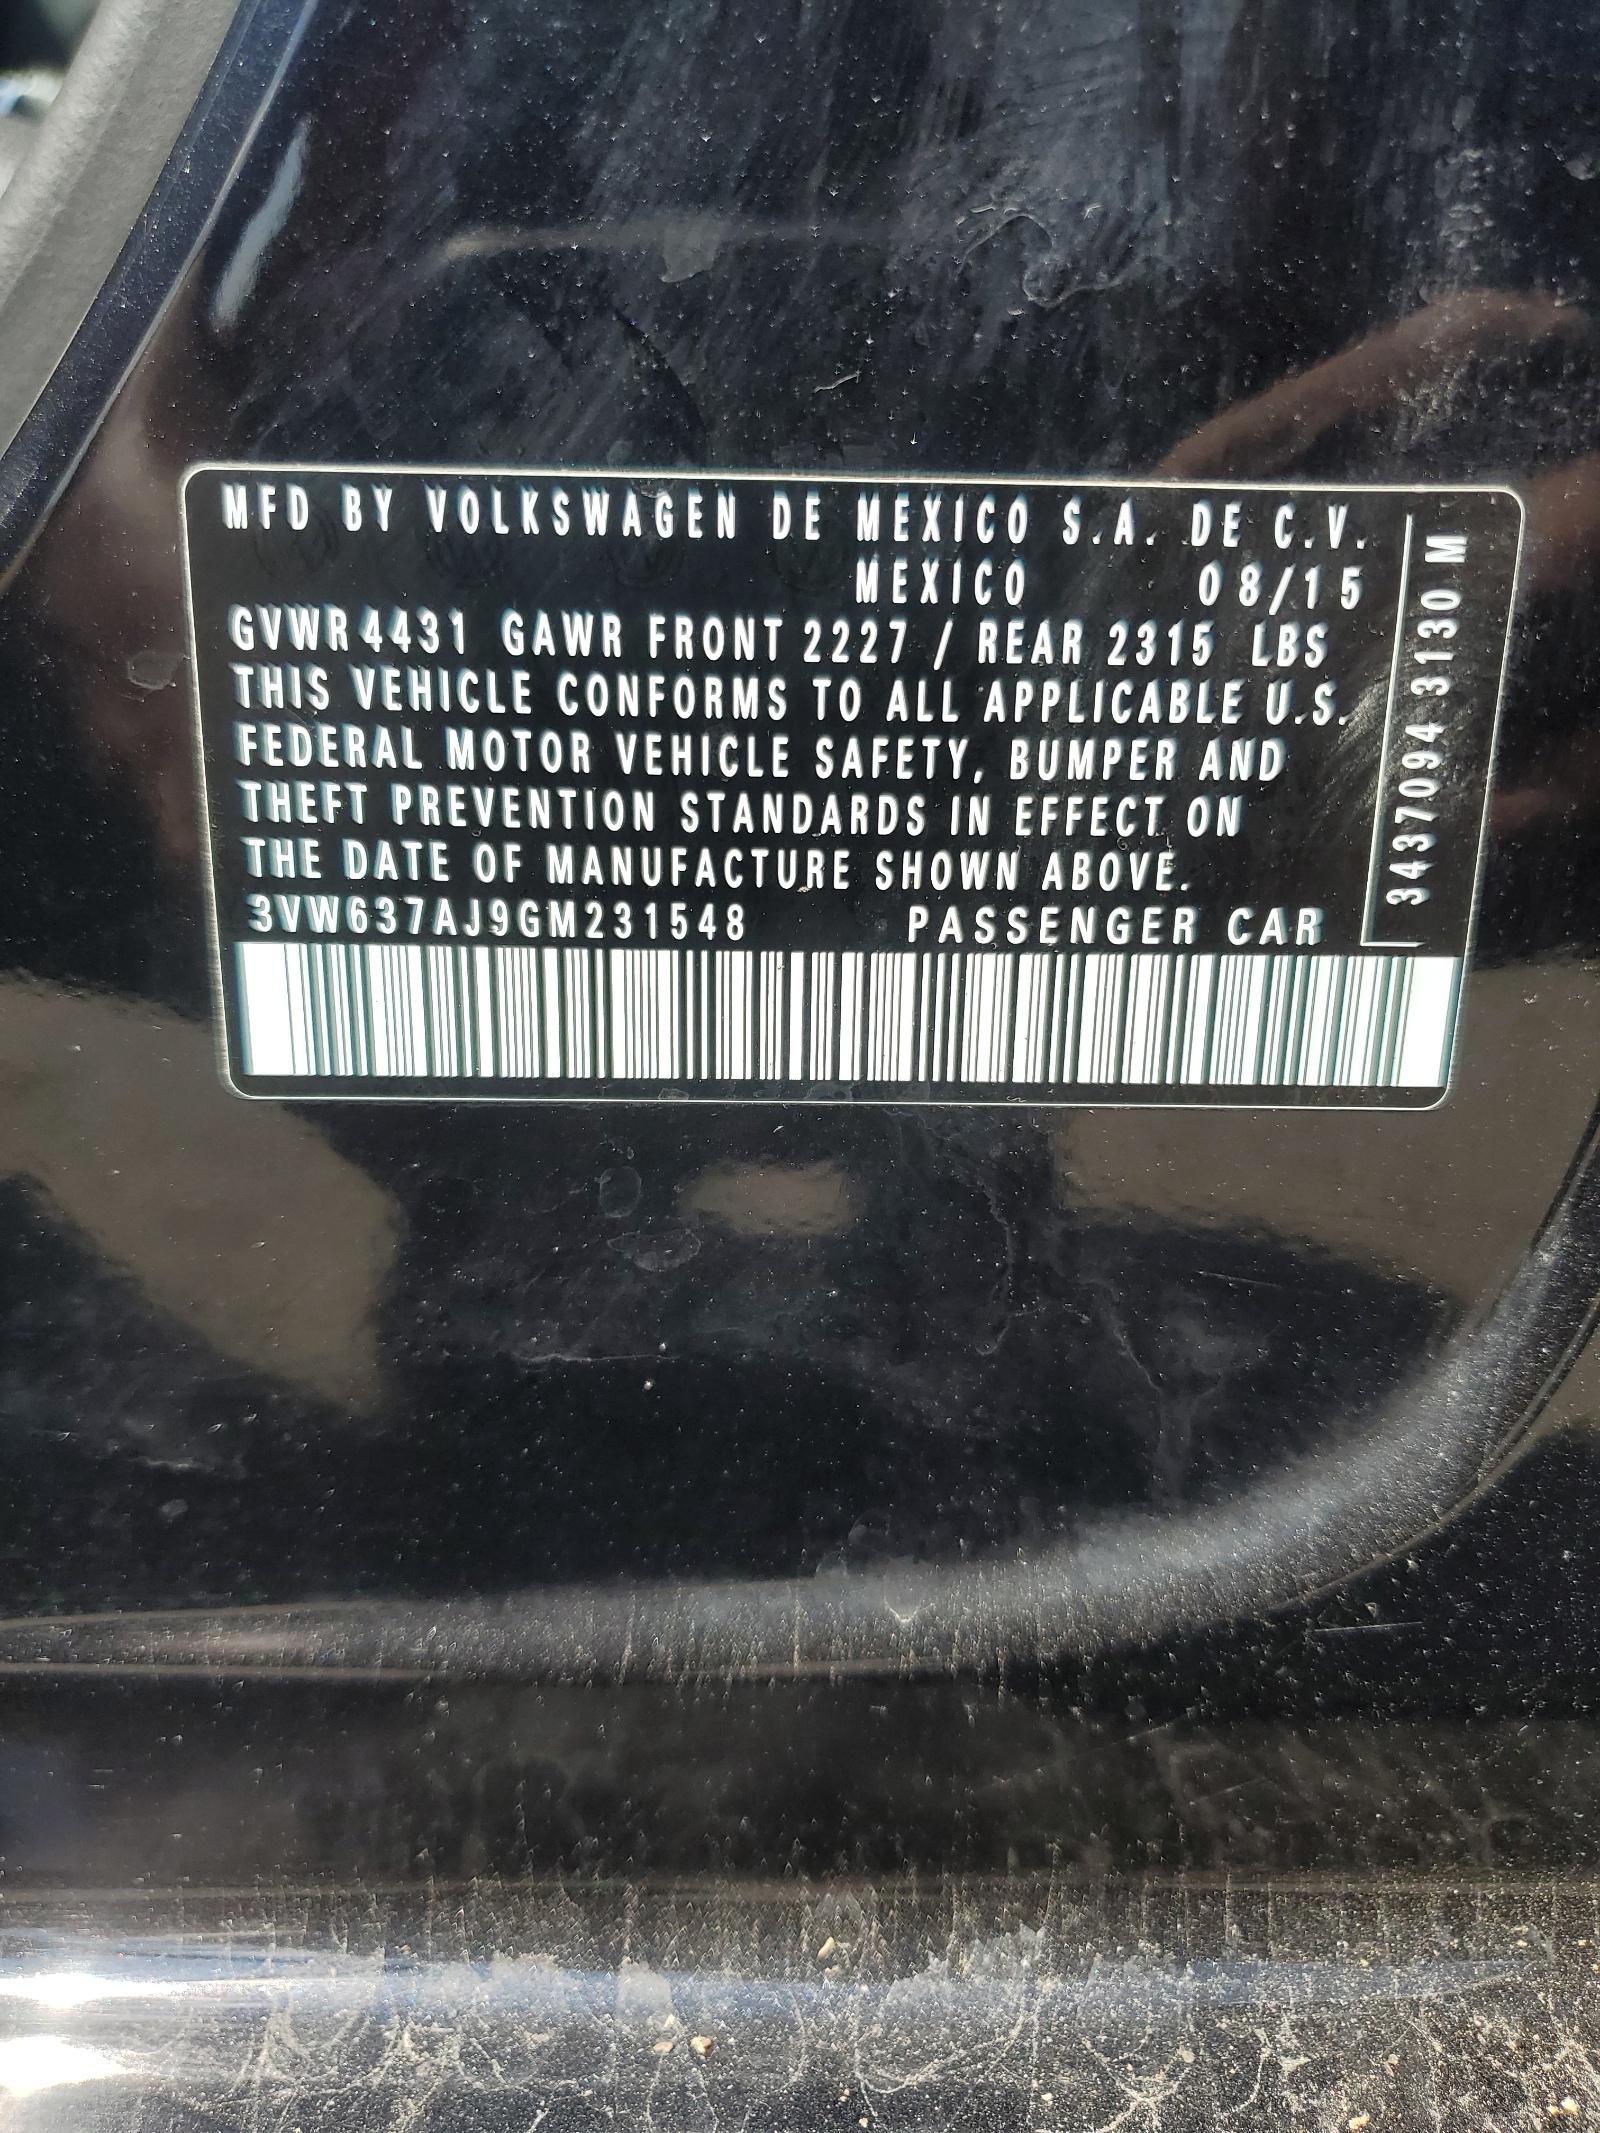 MFD BY VOLKSWAGEN DE MEXICO S.A. DE C.V.
MEXICO 08/15
GVWR 4431 GAWR FRONT 2227 / REAR 2315 LBS
THIS VEHICLE CONFORMS TO ALL APPLICABLE U.S.
FEDERAL MOTOR VEHICLE SAFETY, BUMPER AND
THEFT PREVENTION STANDARDS IN EFFECT ON
THE DATE OF MANUFACTURE SHOWN ABOVE.
3VW637AJ9GM231548 PASSENGER CAR
3437094 3130 M